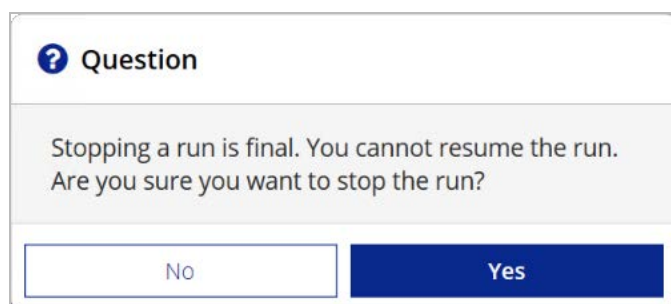 Question
Stopping a run is final. You cannot resume the run.
Are you sure you want to stop the run?
No
Yes